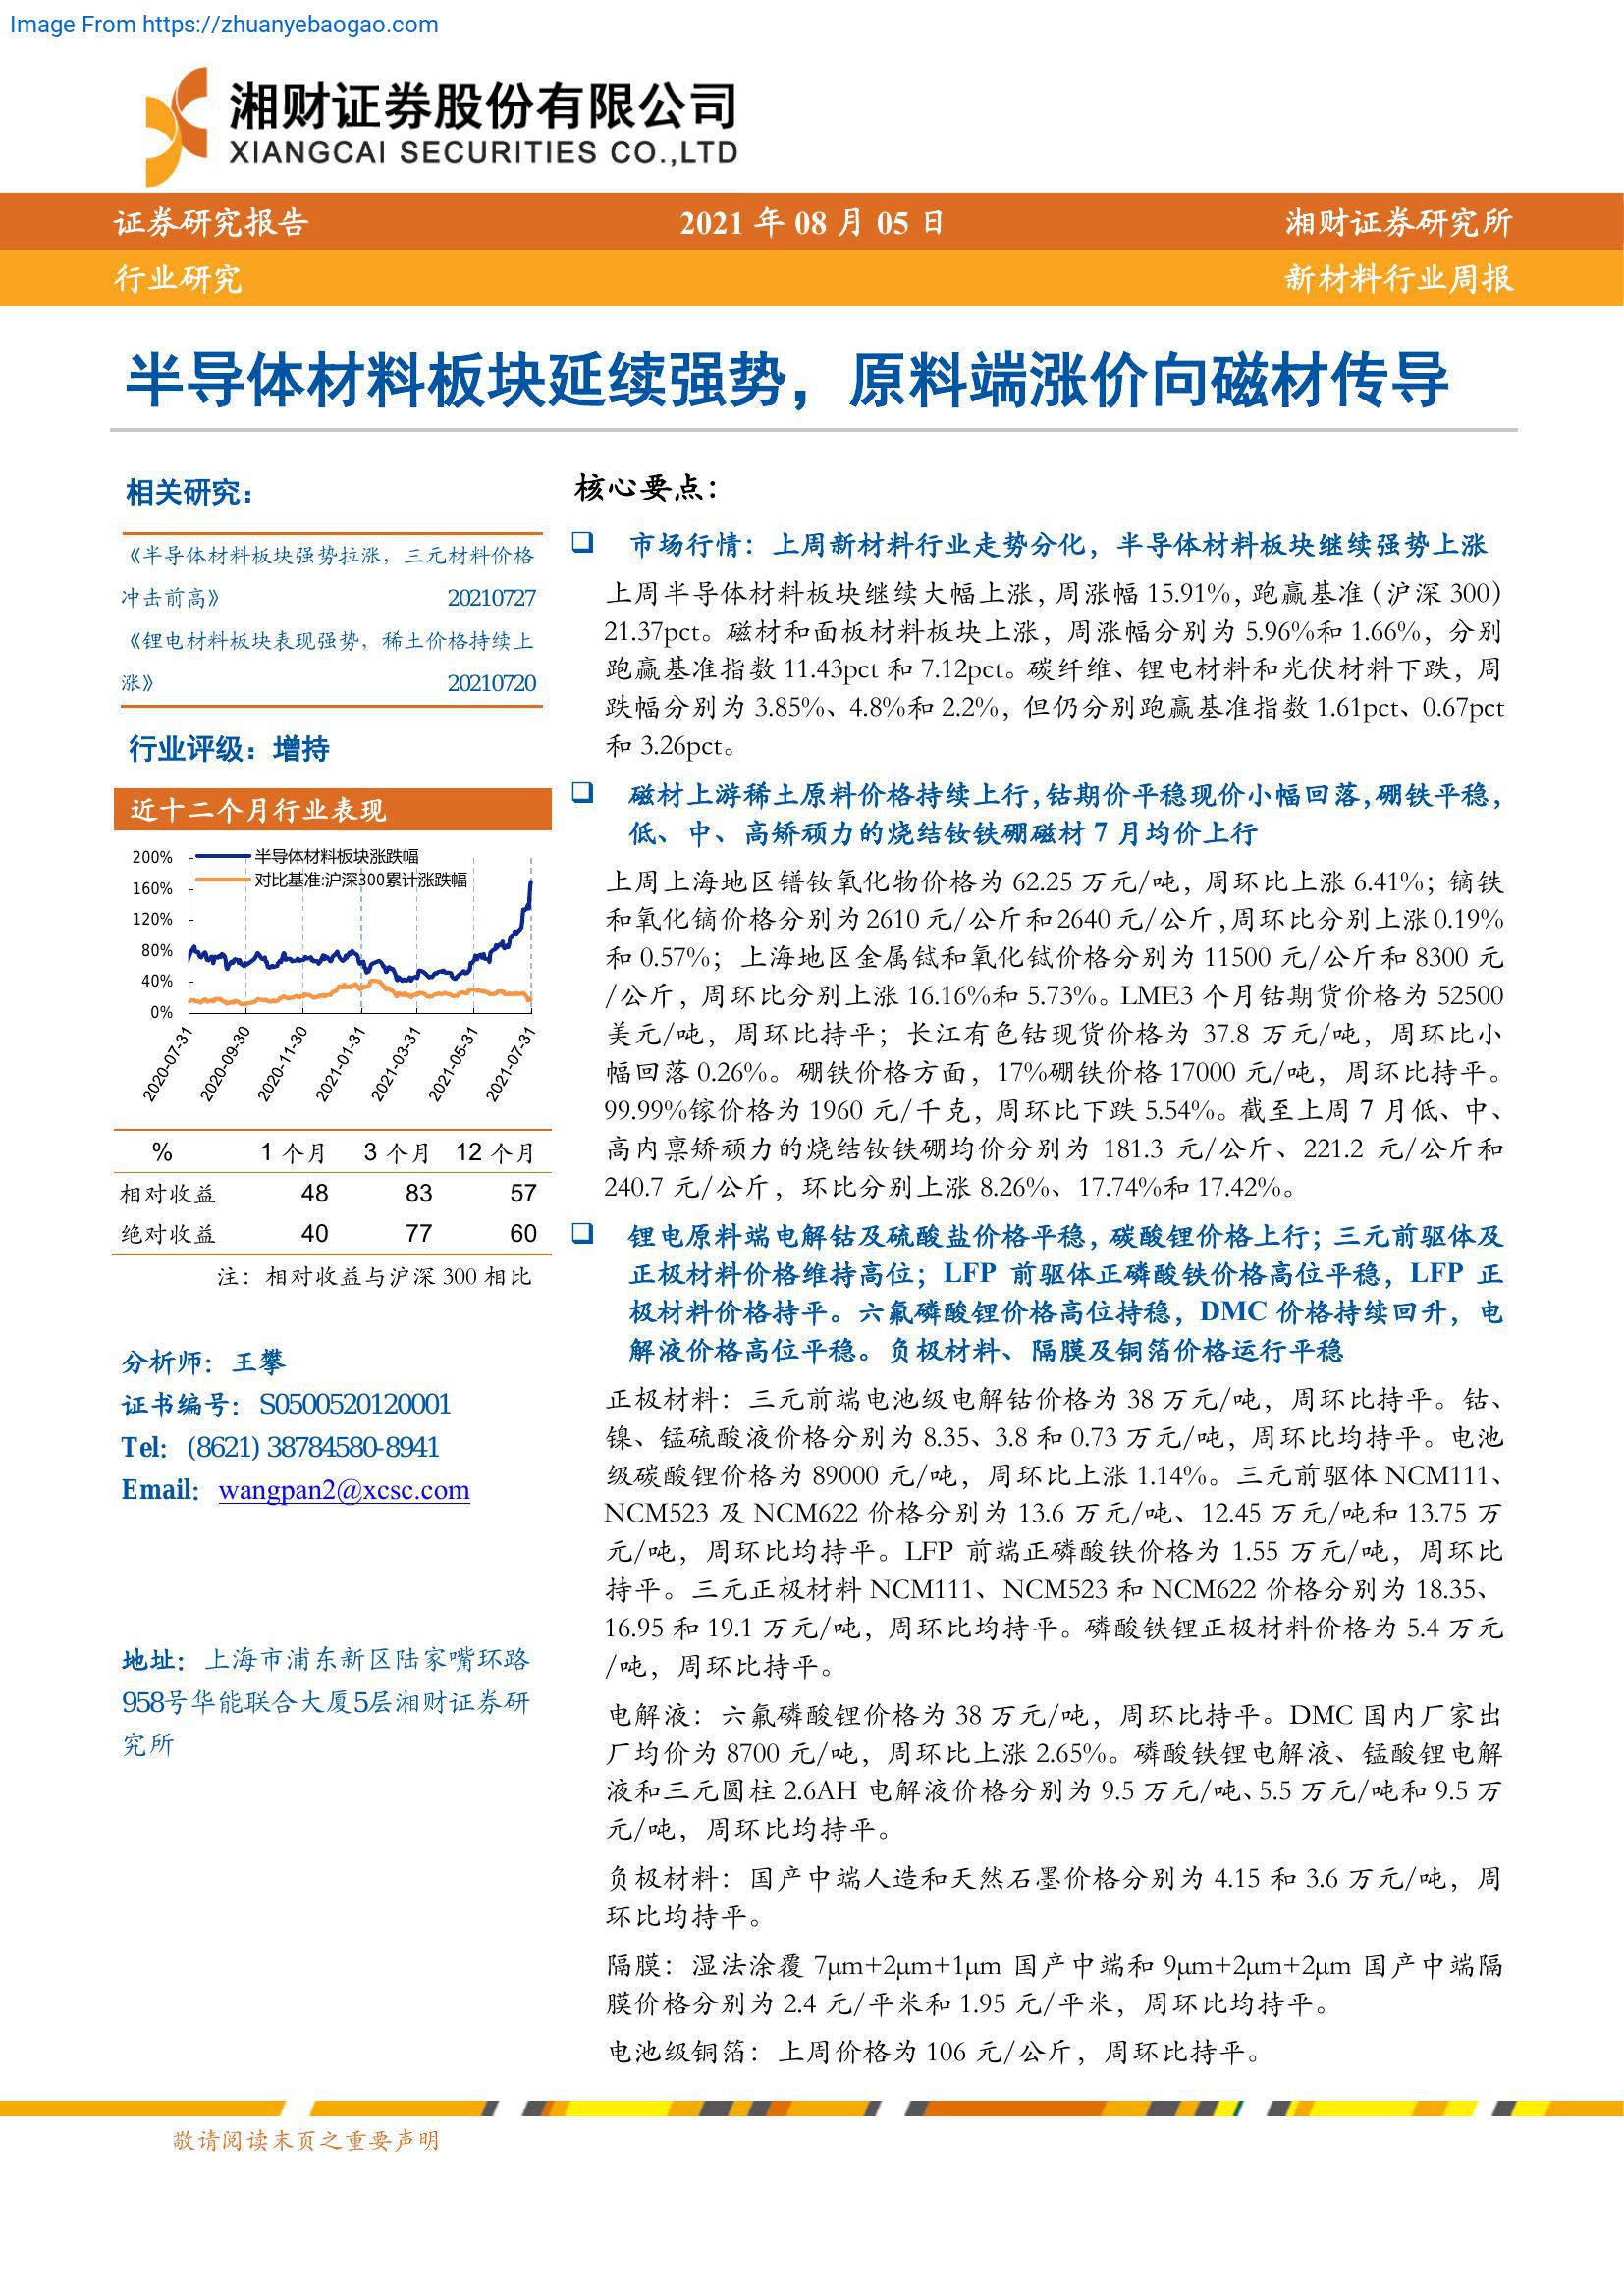 Image From https://zhuanyebaogao.com
湘财证券股份有限公司
XIANGCAI SECURITIES CO.,LTD
证券研究报告 2021 年 08 月 05 日 湘财证券研究所
行业研究 新材料行业周报
半导体材料板块延续强势，原料端涨价向磁材传导
相关研究：
《半导体材料板块强势拉涨，三元材料价格
冲击前高》 20210727
《锂电材料板块表现强势，稀土价格持续上
涨》 20210720
行业评级：增持
近十二个月行业表现
半导体材料板块涨跌幅
对比基准:沪深300累计涨跌幅
200%
160%
120%
80%
40%
0%
2020-07-31
2020-09-30
2020-11-30
2021-01-31
2021-03-31
2021-05-31
2021-07-31
% 1 个月 3 个月 12 个月
相对收益 48 83 57
绝对收益 40 77 60
注：相对收益与沪深 300 相比
分析师：王攀
证书编号：S0500520120001
Tel：(8621) 38784580-8941
Email：wangpan2@xcsc.com
地址：上海市浦东新区陆家嘴环路
958号华能联合大厦5层湘财证券研
究所
核心要点：
❑ 市场行情：上周新材料行业走势分化，半导体材料板块继续强势上涨
上周半导体材料板块继续大幅上涨，周涨幅 15.91%，跑赢基准（沪深 300）
21.37pct。磁材和面板材料板块上涨，周涨幅分别为 5.96%和 1.66%，分别
跑赢基准指数 11.43pct 和 7.12pct。碳纤维、锂电材料和光伏材料下跌，周
跌幅分别为 3.85%、4.8%和 2.2%，但仍分别跑赢基准指数 1.61pct、0.67pct
和 3.26pct。
❑ 磁材上游稀土原料价格持续上行，钴期价平稳现价小幅回落，硼铁平稳，
低、中、高矫顽力的烧结钕铁硼磁材 7 月均价上行
上周上海地区镨钕氧化物价格为 62.25 万元/吨，周环比上涨 6.41%；镝铁
和氧化镝价格分别为 2610 元/公斤和 2640 元/公斤，周环比分别上涨 0.19%
和 0.57%；上海地区金属铽和氧化铽价格分别为 11500 元/公斤和 8300 元
/公斤，周环比分别上涨 16.16%和 5.73%。LME3 个月钴期货价格为 52500
美元/吨，周环比持平；长江有色钴现货价格为 37.8 万元/吨，周环比小
幅回落 0.26%。硼铁价格方面，17%硼铁价格 17000 元/吨，周环比持平。
99.99%镓价格为 1960 元/千克，周环比下跌 5.54%。截至上周 7 月低、中、
高内禀矫顽力的烧结钕铁硼均价分别为 181.3 元/公斤、221.2 元/公斤和
240.7 元/公斤，环比分别上涨 8.26%、17.74%和 17.42%。
❑ 锂电原料端电解钴及硫酸盐价格平稳，碳酸锂价格上行；三元前驱体及
正极材料价格维持高位；LFP 前驱体正磷酸铁价格高位平稳，LFP 正
极材料价格持平。六氟磷酸锂价格高位持稳，DMC 价格持续回升，电
解液价格高位平稳。负极材料、隔膜及铜箔价格运行平稳
正极材料：三元前端电池级电解钴价格为 38 万元/吨，周环比持平。钴、
镍、锰硫酸液价格分别为 8.35、3.8 和 0.73 万元/吨，周环比均持平。电池
级碳酸锂价格为 89000 元/吨，周环比上涨 1.14%。三元前驱体 NCM111、
NCM523 及 NCM622 价格分别为 13.6 万元/吨、12.45 万元/吨和 13.75 万
元/吨，周环比均持平。LFP 前端正磷酸铁价格为 1.55 万元/吨，周环比
持平。三元正极材料 NCM111、NCM523 和 NCM622 价格分别为 18.35、
16.95 和 19.1 万元/吨，周环比均持平。磷酸铁锂正极材料价格为 5.4 万元
/吨，周环比持平。
电解液：六氟磷酸锂价格为 38 万元/吨，周环比持平。DMC 国内厂家出
厂均价为 8700 元/吨，周环比上涨 2.65%。磷酸铁锂电解液、锰酸锂电解
液和三元圆柱 2.6AH 电解液价格分别为 9.5 万元/吨、5.5 万元/吨和 9.5 万
元/吨，周环比均持平。
负极材料：国产中端人造和天然石墨价格分别为 4.15 和 3.6 万元/吨，周
环比均持平。
隔膜：湿法涂覆 7μm+2μm+1μm 国产中端和 9μm+2μm+2μm 国产中端隔
膜价格分别为 2.4 元/平米和 1.95 元/平米，周环比均持平。
电池级铜箔：上周价格为 106 元/公斤，周环比持平。
敬请阅读末页之重要声明